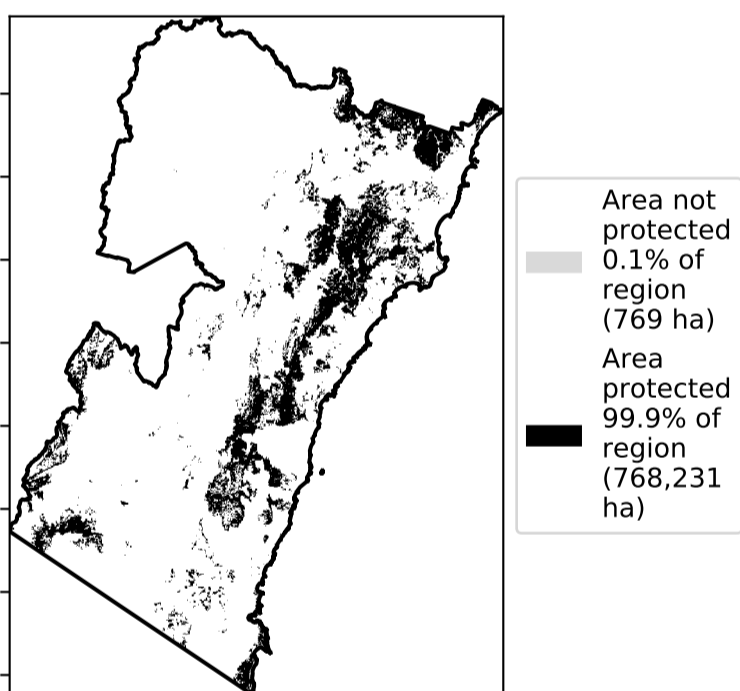 Area not
protected
0.1% of
region
(769 ha)
Area
protected
99.9% of
region
(768,231
ha)